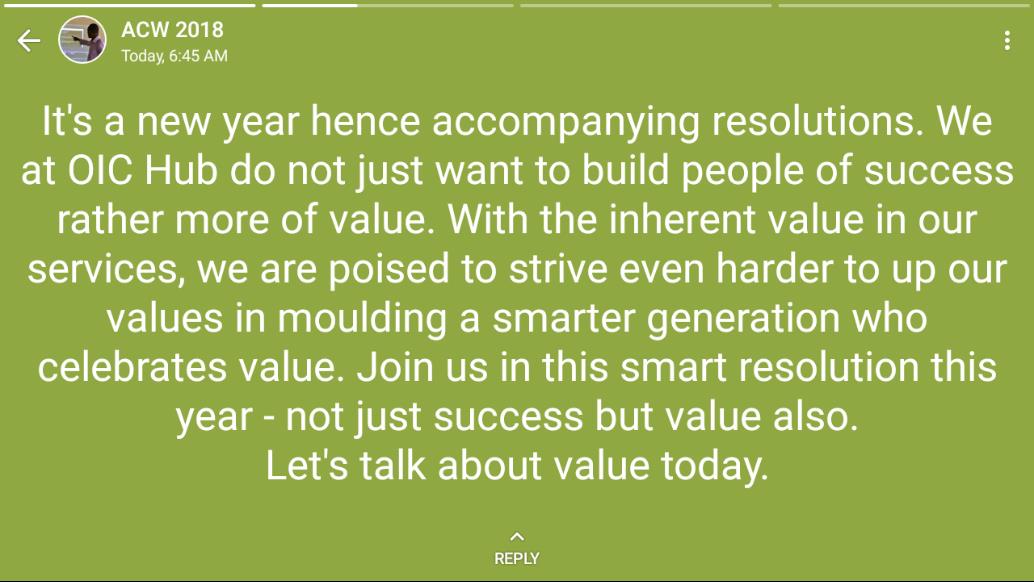 ACW 2018
Today, 6:45 AM
It's a new year hence accompanying resolutions. We
at OIC Hub do not just want to build people of success
rather more of value. With the inherent value in our
services, we are poised to strive even harder to up our
values in moulding a smarter generation who
celebrates value. Join us in this smart resolution this
year - not just success but value also.
Let's talk about value today.
REPLY